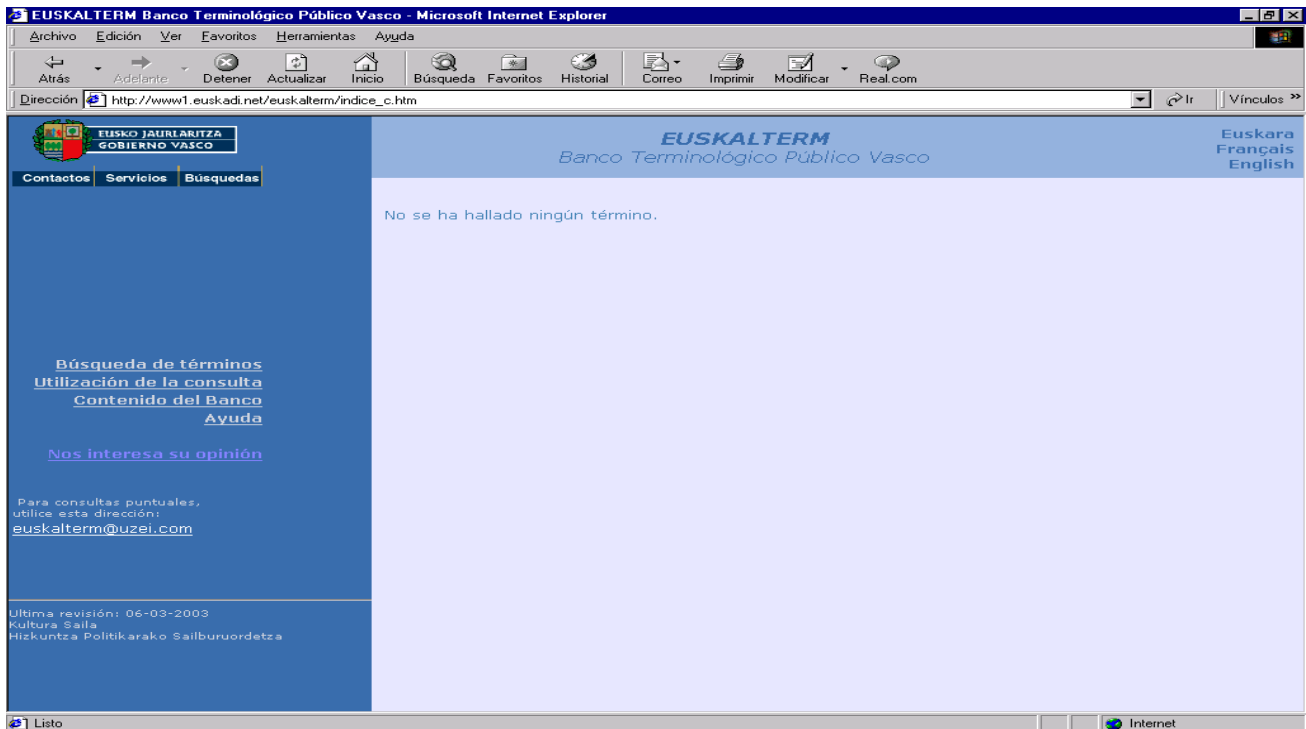 EUSKALTERM Banco Terminológico Público Vasco - Microsoft Internet Explorer
Archivo Edición Ver Favoritos Herramientas Ayuda
Atrás Adelante Detener Actualizar Inicio Búsqueda Favoritos Historial Correo Imprimir Modificar Real.com
Dirección http://www1.euskadi.net/euskalterm/indice_c.htm Ir Vínculos »
EUSKO JAURLARITZA
GOBIERNO VASCO
Contactos Servicios Búsquedas
EUSKALTERM
Banco Terminológico Público Vasco
Euskara
Français
English
No se ha hallado ningún término.
Búsqueda de términos
Utilización de la consulta
Contenido del Banco
Ayuda
Nos interesa su opinión
Para consultas puntuales,
utilice esta dirección:
euskalterm@uzei.com
Ultima revisión: 06-03-2003
Kultura Saila
Hizkuntza Politikarako Sailburuordetza
Listo Internet